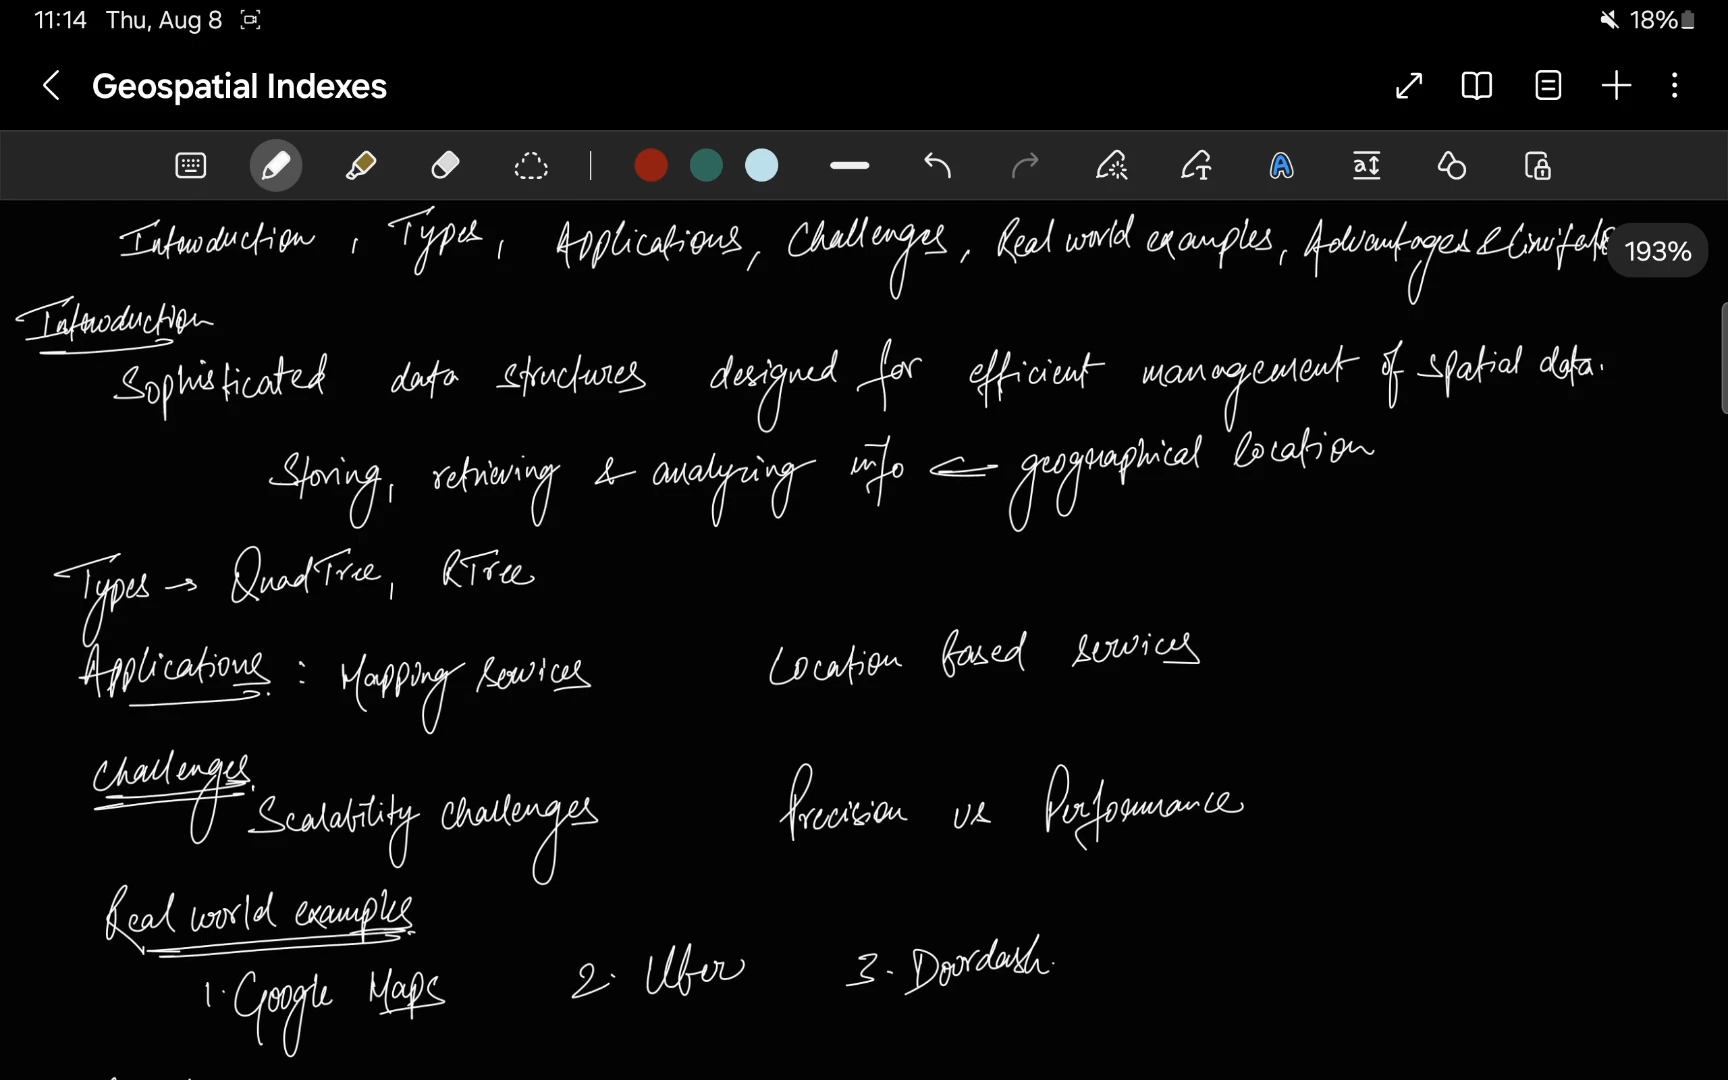 11:14 Thu, Aug 8 18%
Geospatial Indexes
Introduction, Types, Applications, Challenges, Real world examples, Advantages &
193%
Introduction
Sophisticated data structures designed for efficient management of spatial data.
Storing, retrieving & analyzing info <= geographical location
Types → QuadTree, RTree
Applications : Mapping Services Location based services
Challenges
Scalability challenges Precision vs Performance
Real world examples
1. Google Maps 2. Uber 3. Doordash.